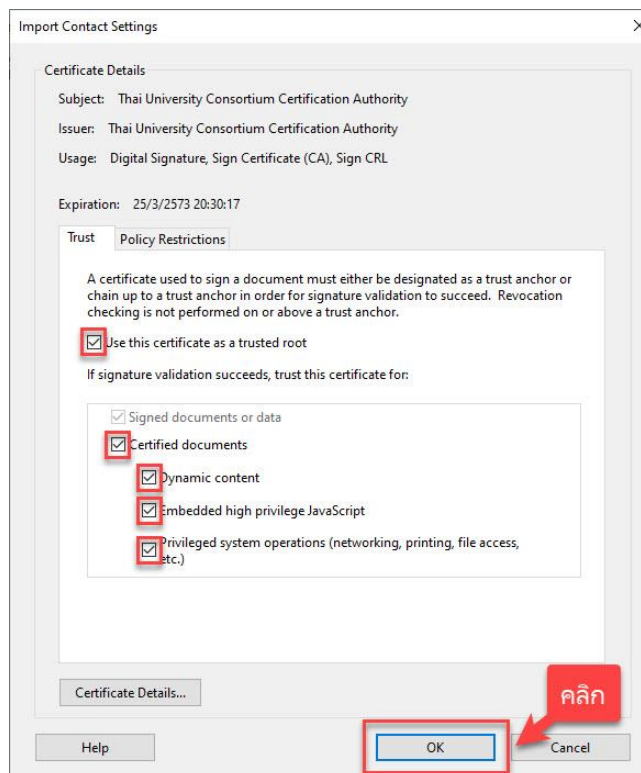 Import Contact Settings
Certificate Details
Subject: Thai University Consortium Certification Authority
Issuer: Thai University Consortium Certification Authority
Usage: Digital Signature, Sign Certificate (CA), Sign CRL
Expiration: 25/3/2573 20:30:17
Trust Policy Restrictions
A certificate used to sign a document must either be designated as a trust anchor or
chain up to a trust anchor in order for signature validation to succeed. Revocation
checking is not performed on or above a trust anchor.
Use this certificate as a trusted root
If signature validation succeeds, trust this certificate for:
Signed documents or data
Certified documents
Dynamic content
Embedded high privilege JavaScript
Privileged system operations (networking, printing, file access,
etc.)
Certificate Details...
คลิก
Help OK Cancel